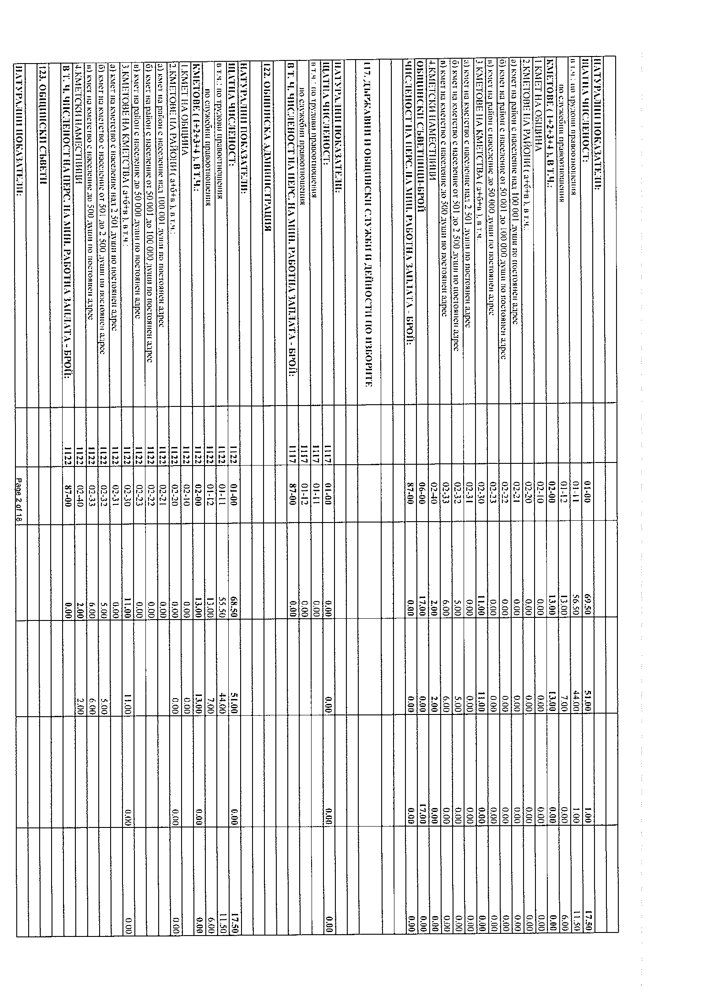 НАТУРАЛНИ ПОКАЗАТЕЛИ:
ЩАТНА ЧИСЛЕНОСТ: 01-00 69.50 51.00 1.00 17.50
в т.ч.: по трудови правоотношения 01-11 56.50 44.00 1.00 11.50
по служебни правоотношения 01-12 13.00 7.00 0.00 6.00
КМЕТОВЕ ( 1+2+3+4 ), В Т.Ч.: 02-00 13.00 13.00 0.00 0.00
1.КМЕТ НА ОБЩИНА 02-10 0.00 0.00 0.00 0.00
2.КМЕТОВЕ НА РАЙОНИ ( а+б+в ), в т.ч.: 02-20 0.00 0.00 0.00 0.00
а) кмет на район с население над 100 001 души по постоянен адрес 02-21 0.00 0.00 0.00 0.00
б) кмет на район с население от 50 001 до 100 000 души по постоянен адрес 02-22 0.00 0.00 0.00 0.00
в) кмет на район с население до 50 000 души по постоянен адрес 02-23 0.00 0.00 0.00 0.00
3.КМЕТОВЕ НА КМЕТСТВА ( а+б+в ), в т.ч.: 02-30 11.00 11.00 0.00 0.00
а) кмет на кметство с население над 2 501 души по постоянен адрес 02-31 0.00 0.00 0.00 0.00
б) кмет на кметство с население от 501 до 2 500 души по постоянен адрес 02-32 5.00 5.00 0.00 0.00
в) кмет на кметство с население до 500 души по постоянен адрес 02-33 6.00 6.00 0.00 0.00
4.КМЕТСКИ НАМЕСТНИЦИ 02-40 2.00 2.00 0.00 0.00
ОБЩИНСКИ СЪВЕТНИЦИ-БРОЙ 06-00 17.00 0.00 17.00 0.00
ЧИСЛЕНОСТ НА ПЕРС. НА МИН. РАБОТНА ЗАПЛАТА - БРОЙ: 87-00 0.00 0.00 0.00 0.00
117. ДЪРЖАВНИ И ОБЩИНСКИ СЛУЖБИ И ДЕЙНОСТИ ПО ИЗБОРИТЕ
НАТУРАЛНИ ПОКАЗАТЕЛИ:
ЩАТНА ЧИСЛЕНОСТ: 1117 01-00 0.00 0.00 0.00 0.00
в т.ч.: по трудови правоотношения 1117 01-11 0.00
по служебни правоотношения 1117 01-12 0.00
В Т. Ч. ЧИСЛЕНОСТ НА ПЕРС. НА МИН. РАБОТНА ЗАПЛАТА - БРОЙ: 1117 87-00 0.00
122. ОБЩИНСКА АДМИНИСТРАЦИЯ
НАТУРАЛНИ ПОКАЗАТЕЛИ:
ЩАТНА ЧИСЛЕНОСТ: 1122 01-00 68.50 51.00 0.00 17.50
в т.ч.: по трудови правоотношения 1122 01-11 55.50 44.00 11.50
по служебни правоотношения 1122 01-12 13.00 7.00 6.00
КМЕТОВЕ ( 1+2+3+4 ), В Т.Ч.: 1122 02-00 13.00 13.00 0.00 0.00
1.КМЕТ НА ОБЩИНА 1122 02-10 0.00 0.00
2.КМЕТОВЕ НА РАЙОНИ ( а+б+в ), в т.ч.: 1122 02-20 0.00 0.00 0.00 0.00
а) кмет на район с население над 100 001 души по постоянен адрес 1122 02-21 0.00
б) кмет на район с население от 50 001 до 100 000 души по постоянен адрес 1122 02-22 0.00
в) кмет на район с население до 50 000 души по постоянен адрес 1122 02-23 0.00
3.КМЕТОВЕ НА КМЕТСТВА ( а+б+в ), в т.ч.: 1122 02-30 11.00 11.00 0.00 0.00
а) кмет на кметство с население над 2 501 души по постоянен адрес 1122 02-31 0.00
б) кмет на кметство с население от 501 до 2 500 души по постоянен адрес 1122 02-32 5.00 5.00
в) кмет на кметство с население до 500 души по постоянен адрес 1122 02-33 6.00 6.00
4.КМЕТСКИ НАМЕСТНИЦИ 1122 02-40 2.00 2.00
В Т. Ч. ЧИСЛЕНОСТ НА ПЕРС. НА МИН. РАБОТНА ЗАПЛАТА - БРОЙ: 1122 87-00 0.00
123. ОБЩИНСКИ СЪВЕТИ
НАТУРАЛНИ ПОКАЗАТЕЛИ:
Page 2 of 18